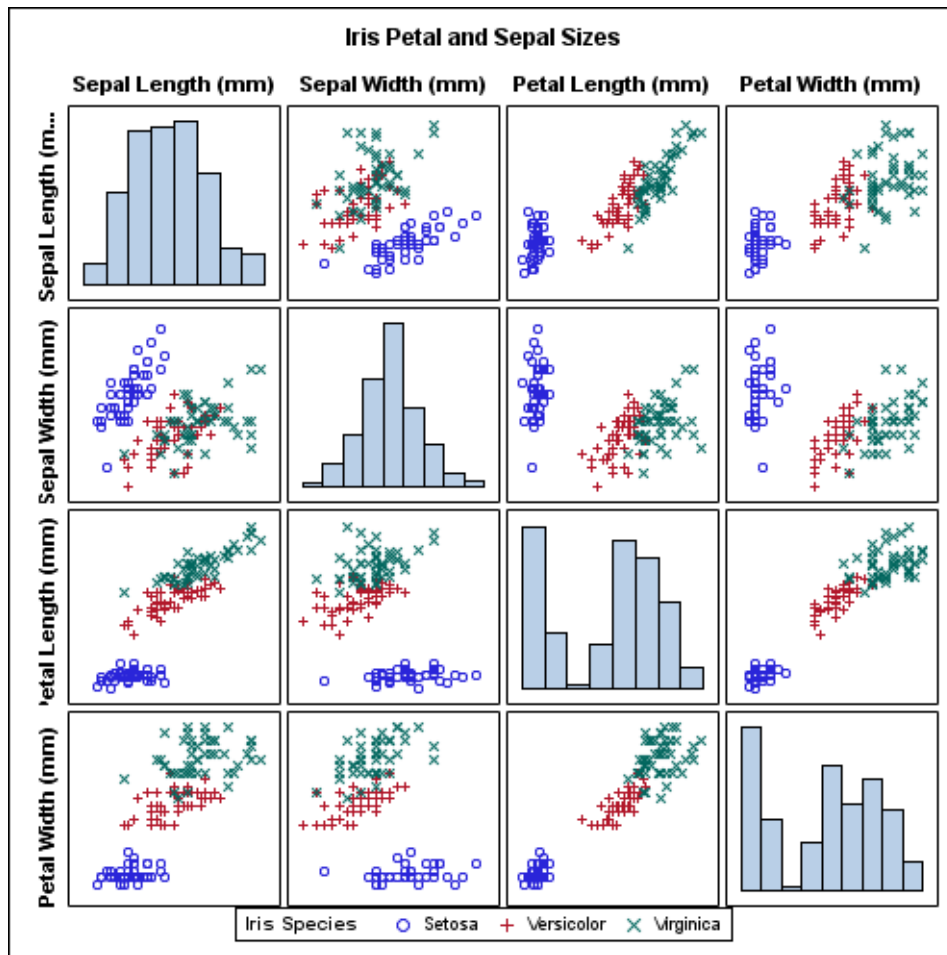 Iris Petal and Sepal Sizes
Sepal Length (mm) Sepal Width (mm) Petal Length (mm) Petal Width (mm)
Sepal Length (m...
Sepal Width (mm)
Petal Length (mm)
Petal Width (mm)
Iris Species Setosa Versicolor Virginica